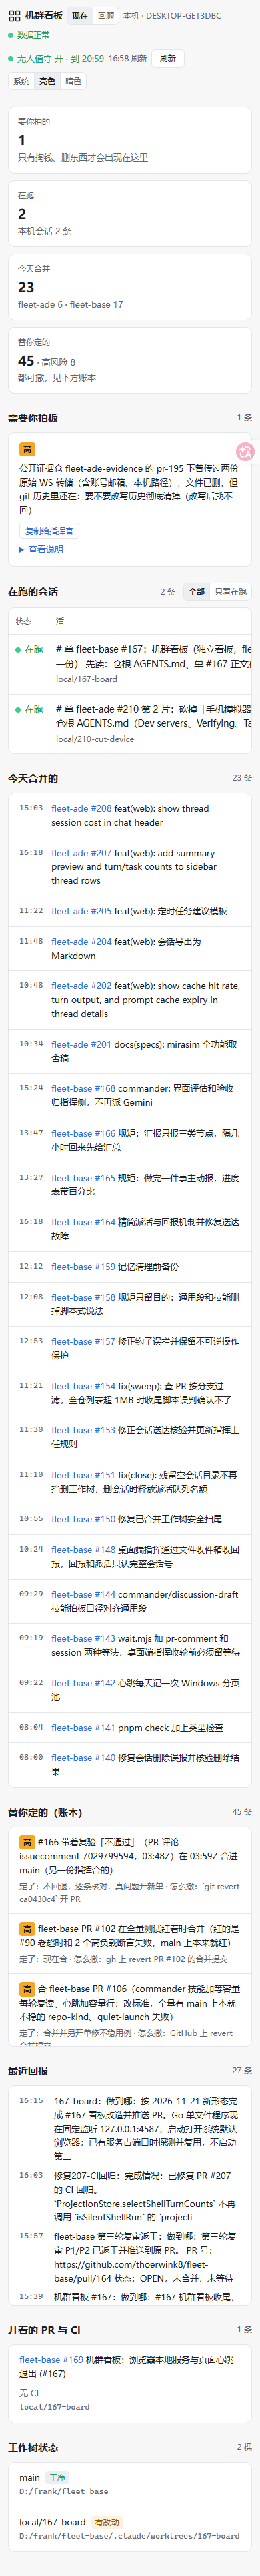 机群看板 现在 回顾 本机 · DESKTOP-GET3DBC
数据正常
无人值守 开 · 到 20:59 16:58 刷新 刷新
系统 亮色 暗色
要你拍的
1
只有掏钱、删东西才会出现在这里
在跑
2
本机会话 2 条
今天合并
23
fleet-ade 6 · fleet-base 17
替你定的
45 · 高风险 8
都可撤，见下方账本
需要你拍板 1 条
高
公开证据仓 fleet-ade-evidence 的 pr-195 下曾传过两份
原始 WS 转储（含账号邮箱、本机路径），文件已删，但
git 历史里还在：要不要改写历史彻底清掉（改写后找不
回）
复制给指挥官
▶ 查看说明
在跑的会话 2 条 全部 只看在跑
状态 活
在跑 # 单 fleet-base #167：机群看板（独立看板，fle
一份） 先读：仓根 AGENTS.md、单 #167 正文
local/167-board
在跑 # 单 fleet-ade #210 第 2 片：砍掉「手机模拟器
仓根 AGENTS.md（Dev servers、Verifying、Ta
local/210-cut-device
今天合并的 23 条
15:03 fleet-ade #208 feat(web): show thread
session cost in chat header
16:18 fleet-ade #207 feat(web): add summary
preview and turn/task counts to sidebar
thread rows
11:22 fleet-ade #205 feat(web): 定时任务建议模板
11:48 fleet-ade #204 feat(web): 会话导出为
Markdown
10:48 fleet-ade #202 feat(web): show cache hit rate,
turn output, and prompt cache expiry in
thread details
10:34 fleet-ade #201 docs(specs): mirasim 全功能取
舍稿
15:24 fleet-base #168 commander: 界面评估和验收
归指挥侧，不再派 Gemini
13:47 fleet-base #166 规矩：汇报只报三类节点，隔几
小时回来先给汇总
13:27 fleet-base #165 规矩：做完一件事主动报，进度
表带百分比
16:18 fleet-base #164 精简派活与回报机制并修复送达
故障
12:12 fleet-base #159 记忆清理前备份
12:08 fleet-base #158 规矩只留目的：通用段和技能删
掉脚本式说法
12:53 fleet-base #157 修正钩子误拦并保留不可逆操作
保护
11:21 fleet-base #154 fix(sweep): 查 PR 按分支过
滤，全仓列表超 1MB 时收尾脚本误判确认不了
11:30 fleet-base #153 修正会话送达核验并更新指挥上
任规则
11:10 fleet-base #151 fix(close): 残留空会话目录不再
挡删工作树，删会话时释放派活队列名额
10:55 fleet-base #150 修复已合并工作树安全扫尾
10:24 fleet-base #148 桌面端指挥通过文件收件箱收回
报，回报和派活只认完整会话号
09:29 fleet-base #144 commander/discussion-draft
技能拍板口径对齐通用段
09:19 fleet-base #143 wait.mjs 加 pr-comment 和
session 两种等法，桌面端指挥收轮前必须留等待
09:22 fleet-base #142 心跳每天记一次 Windows 分页
池
08:04 fleet-base #141 pnpm check 加上类型检查
08:00 fleet-base #140 修复会话删除误报并核验删除结
果
替你定的（账本） 45 条
高 #166 带着复验「不通过」（PR 评论
issuecomment-7029799594，03:48Z）在 03:59Z 合进
main（另一份指挥合的）
定了：不回退，逐条核对，真问题开新单 · 怎么撤：`git revert
ca0430c4` 开 PR
高 fleet-base PR #102 在全量测试红着时合并（红的是
#90 老超时和 2 个高负载断言失败，main 上本来就红）
定了：现在合 · 怎么撤：gh 上 revert PR #102 的合并提交
高 合 fleet-base PR #106（commander 技能加等容量
每轮复读、心跳加容量行；改标准，全量有 main 上本就
不稳的 repo-kind、quiet-launch 失败）
定了：合并并另开单修不稳用例 · 怎么撤：GitHub 上 revert
合并提交
最近回报 27 条
16:15 167-board：做到哪：按 2026-11-21 新形态完
成 #167 看板改造并推送 PR。Go 单文件程序现
在固定监听 127.0.0.1:4587，启动打开系统默认
浏览器；已有服务占端口时探测并复用，不启动
第二
16:03 修复207-CI回归：完成情况：已修复 PR #207
的 CI 回归。
`ProjectionStore.selectShellTurnCounts` 不再
调用 `isSilentShellRun` 的 `projecti
15:57 fleet-base 第三轮复审返工：做到哪：第三轮复
审 P1/P2 已返工并推送到原 PR。 PR 号：
https://github.com/thoerwink8/fleet-
base/pull/164 状态：OPEN，未合并，未等待
15:39 机群看板 #167：做到哪：#167 机群看板收尾，
开着的 PR 与 CI 1 条
fleet-base #169 机群看板：浏览器本地服务与页面心跳
退出 (#167)
无 CI
local/167-board
工作树状态 2 棵
main 干净
D:/frank/fleet-base
local/167-board 有改动
D:/frank/fleet-base/.claude/worktrees/167-board